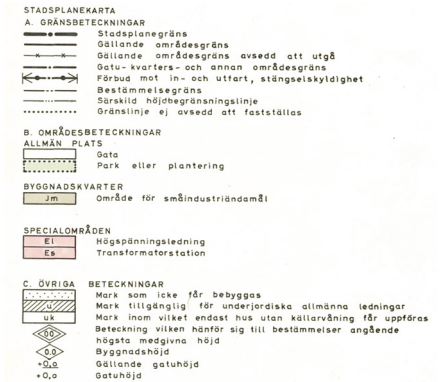 STADSPLANEKARTA
A. GRÄNSBETECKNINGAR
Stadsplanegräns
Gällande områdesgräns
Gällande områdesgräns avsedd att utgå
Gatu-kvarters- och annan områdesgräns
Förbud mot in- och utfart, stängselskyldighet
Bestämmelsegräns
Särskild höjdbegränsningslinje
Gränslinje ej avsedd att fastställas
B. OMRÅDESBETECKNINGAR
ALLMÄN PLATS
Gata
Park eller plantering
BYGGNADSKVARTER
Jm Område för småindustriändamål
SPECIALOMRÅDEN
El Högspänningsledning
Es Transformatorstation
C. ÖVRIGA BETECKNINGAR
Mark som icke får bebyggas
u Mark tillgänglig för underjordiska allmänna ledningar
uk Mark inom vilket endast hus utan källarvåning får uppföras
00 Beteckning vilken hänför sig till bestämmelser angående
högsta medgivna höjd
0.0 Byggnadshöjd
+0.0 Gällande gatuhöjd
+0.0 Gatuhöjd